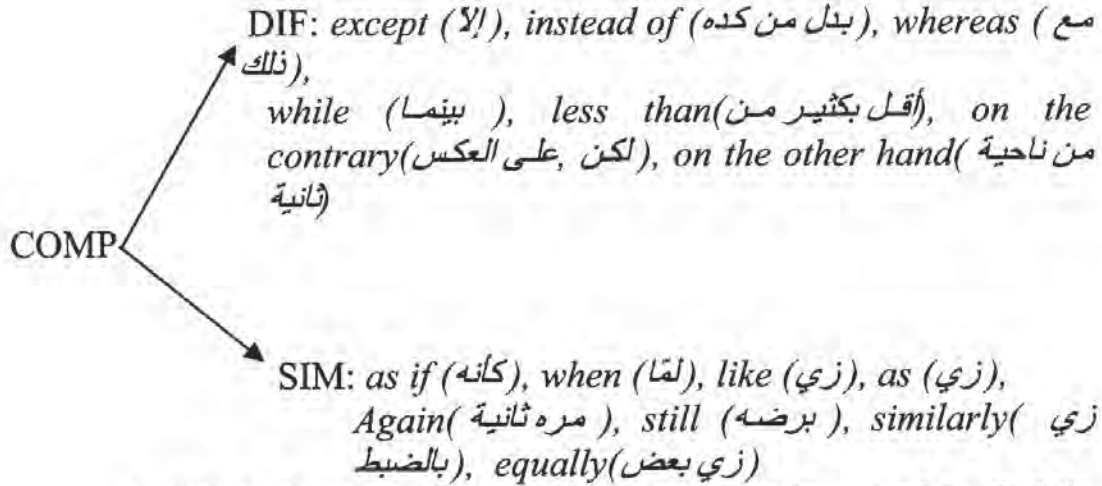 DIF: except (إلاّ), instead of (بدل من كده), whereas ( مع
ذلك),
while (بينما ), less than(أقل بكثير من), on the
contrary(لكن ,على العكس), on the other hand( من ناحية
ثانية)
COMP
SIM: as if (كأنه), when (لمّا), like (زي), as (زي),
Again( مره ثانية ), still (برضه ), similarly( زي
بالضبط), equally(زي بعض)